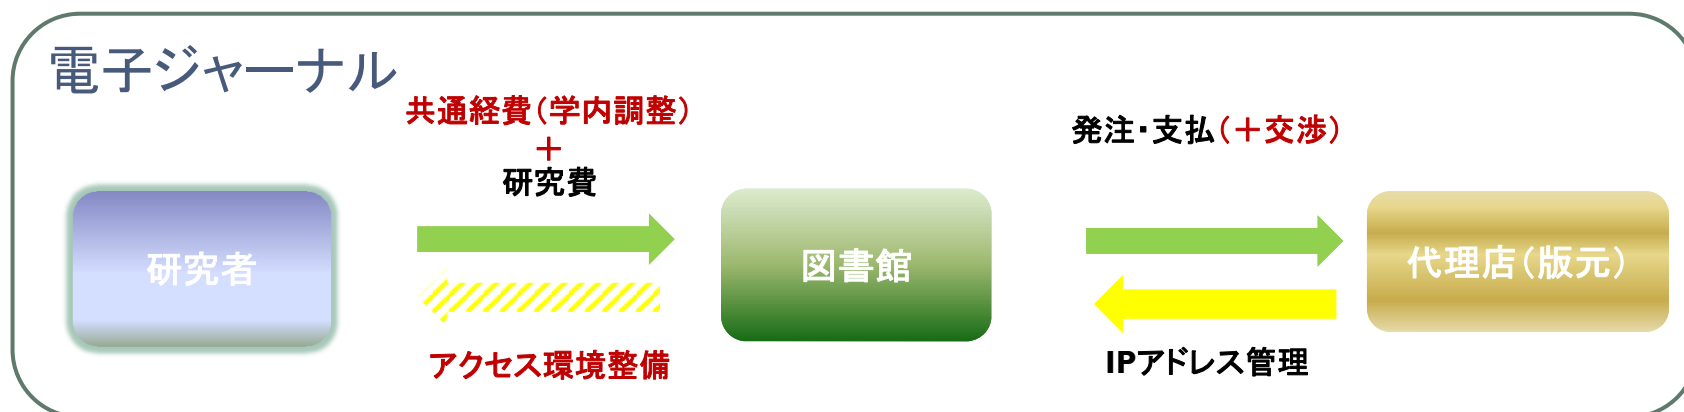 電子ジャーナル
共通経費（学内調整）
＋
研究費
発注・支払（＋交渉）
研究者
図書館
代理店（版元）
アクセス環境整備
IPアドレス管理